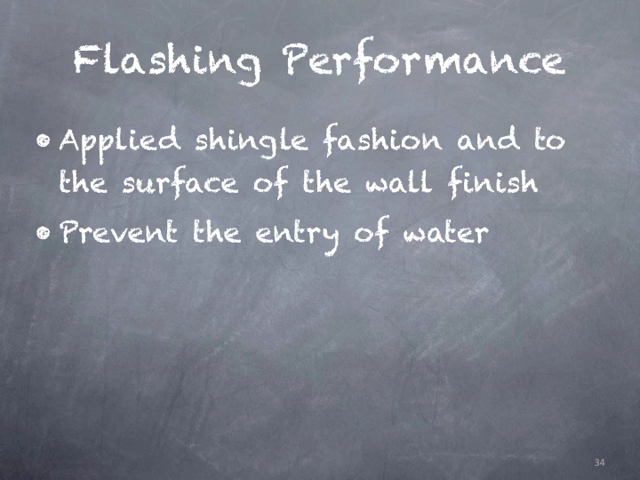 Flashing Performance
• Applied shingle fashion and to
the surface of the wall finish
• Prevent the entry of water
34